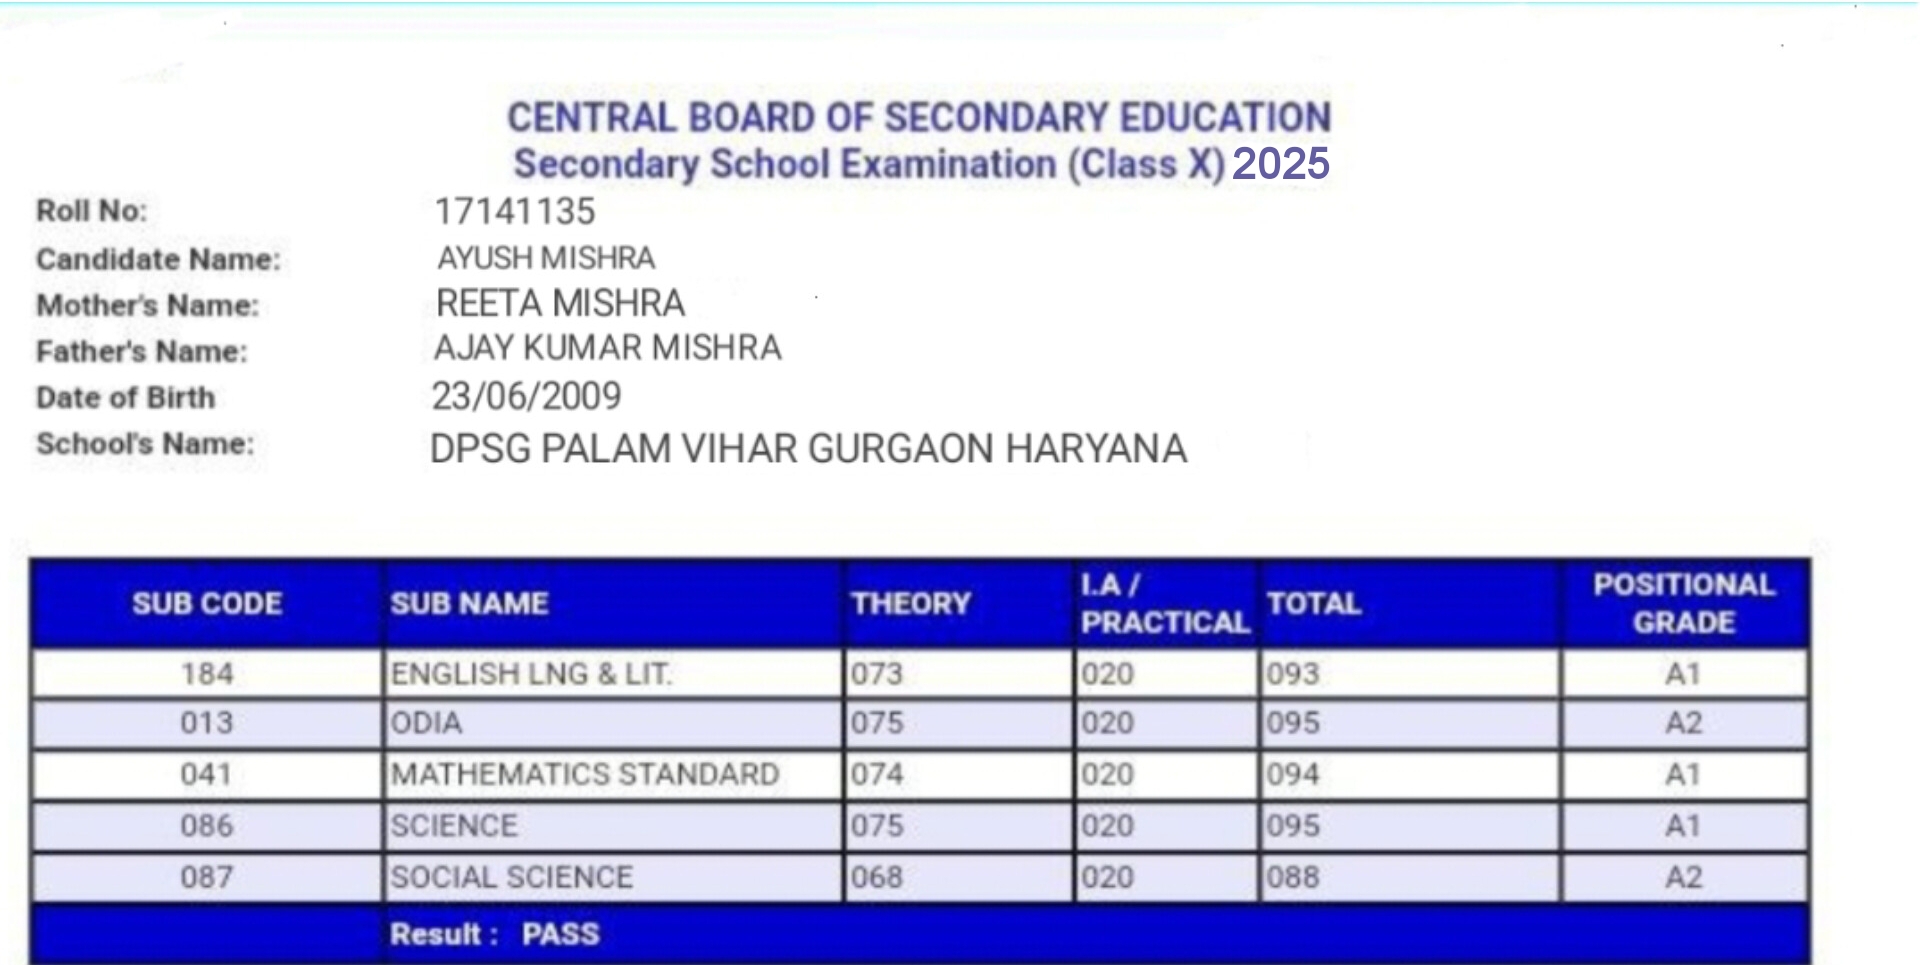 CENTRAL BOARD OF SECONDARY EDUCATION
Secondary School Examination (Class X) 2025
Roll No: 17141135
Candidate Name: AYUSH MISHRA
Mother's Name: REETA MISHRA
Father's Name: AJAY KUMAR MISHRA
Date of Birth 23/06/2009
School's Name: DPSG PALAM VIHAR GURGAON HARYANA
SUB CODE SUB NAME THEORY I.A / PRACTICAL TOTAL POSITIONAL GRADE
184 ENGLISH LNG & LIT. 073 020 093 A1
013 ODIA 075 020 095 A2
041 MATHEMATICS STANDARD 074 020 094 A1
086 SCIENCE 075 020 095 A1
087 SOCIAL SCIENCE 068 020 088 A2
Result : PASS